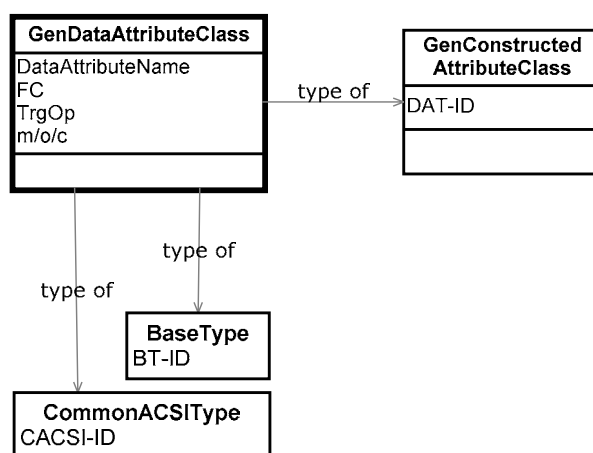 GenDataAttributeClass
DataAttributeName
FC
TrgOp
m/o/c
type of
GenConstructed
AttributeClass
DAT-ID
type of
type of
BaseType
BT-ID
CommonACSIType
CACSI-ID